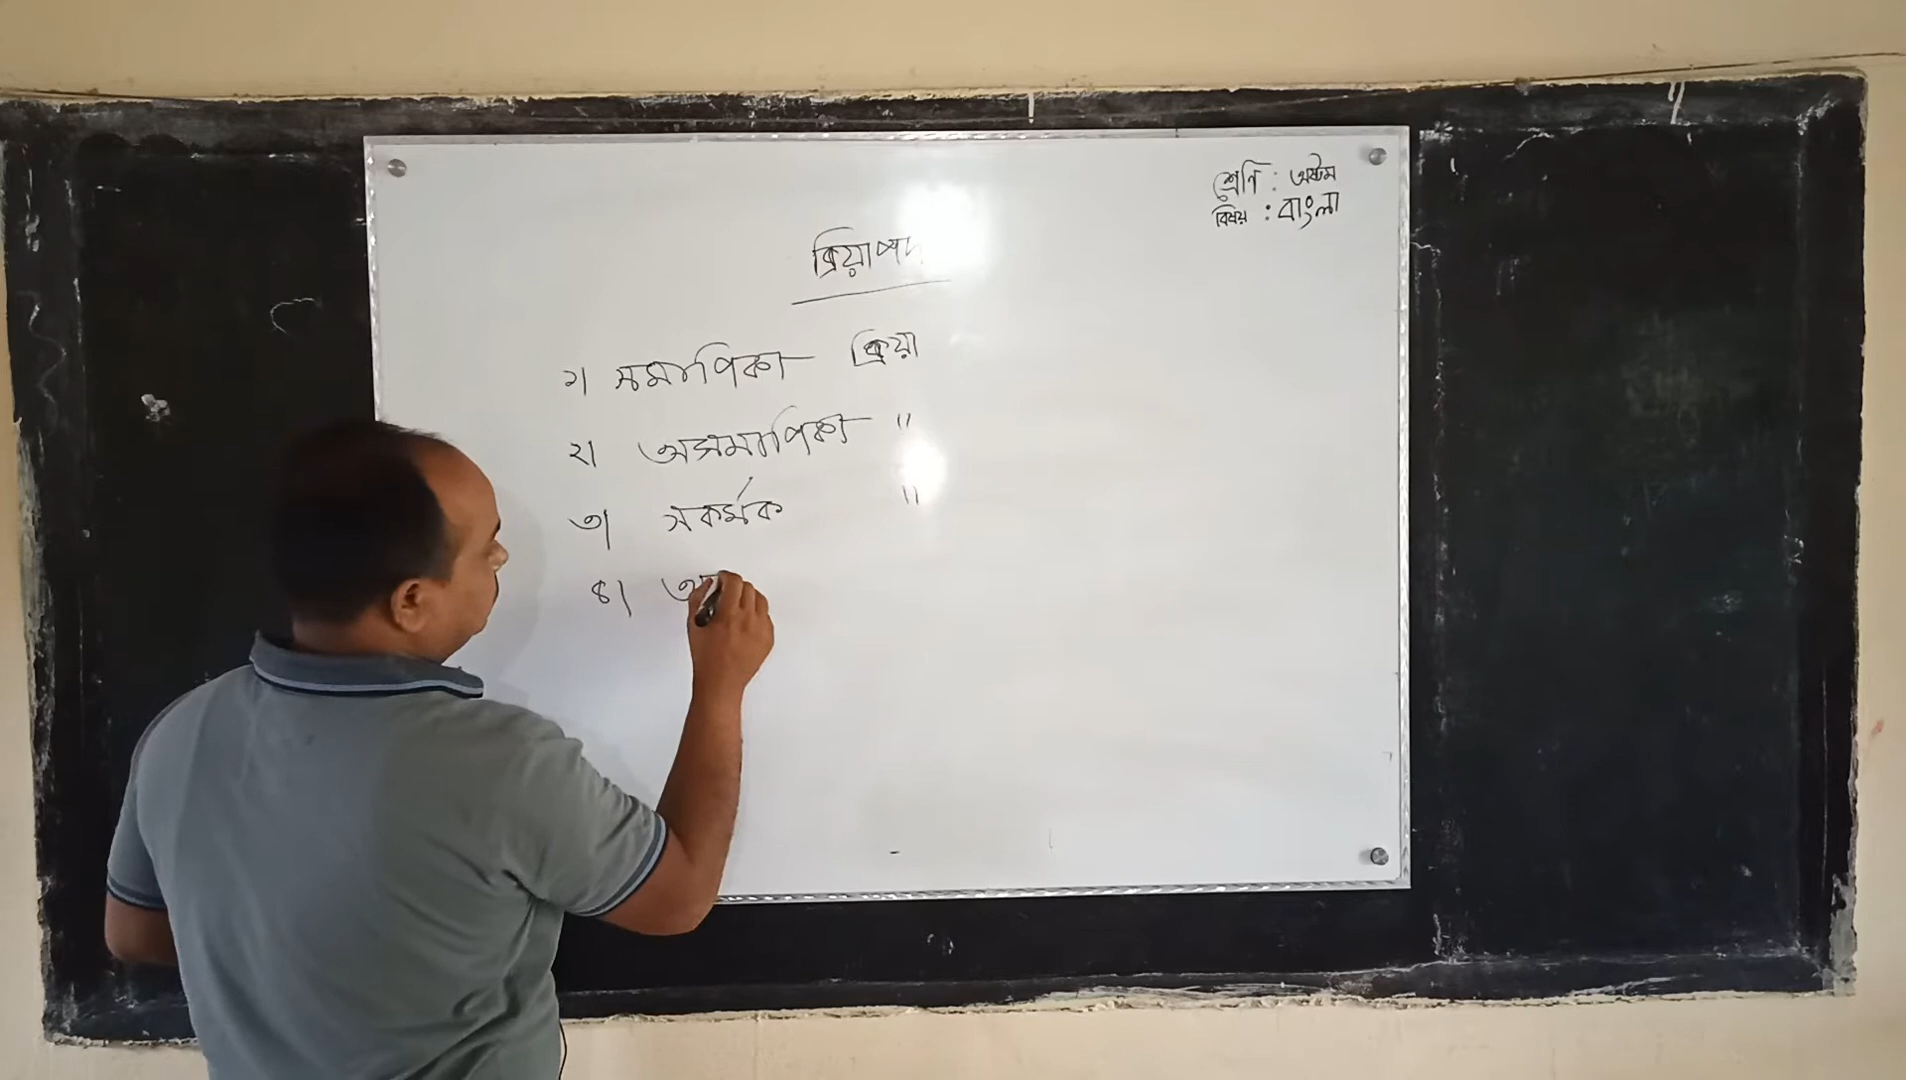 শ্রেণি : অষ্টম
বিষয় : বাংলা
ক্রিয়াপদ
১। সমাপিকা ক্রিয়া
২। অসমাপিকা "
৩। সকর্মক "
৪। অ